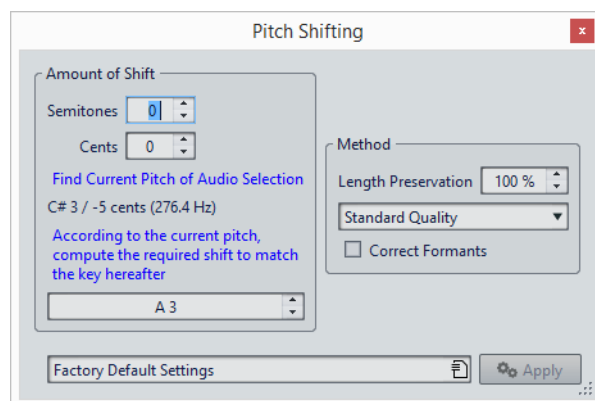 Pitch Shifting
x
Amount of Shift
Semitones 0
Cents 0
Find Current Pitch of Audio Selection
C# 3 / -5 cents (276.4 Hz)
According to the current pitch,
compute the required shift to match
the key hereafter
A 3
Method
Length Preservation 100 %
Standard Quality
Correct Formants
Factory Default Settings
Apply